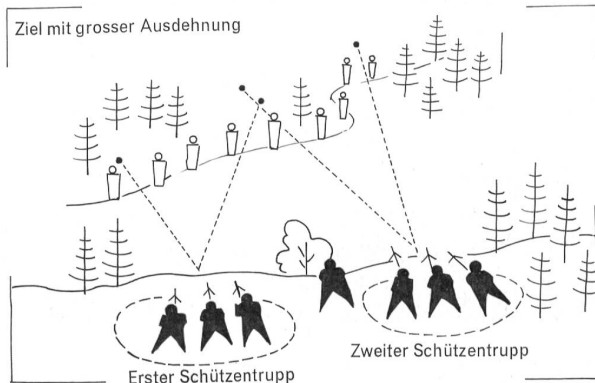 Ziel mit grosser Ausdehnung
Zweiter Schützentrupp
Erster Schützentrupp